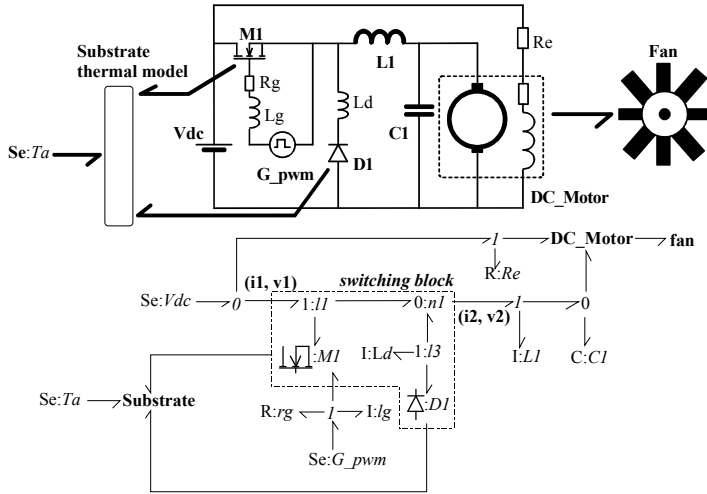 M1
Substrate
thermal model
Rg
Lg
L1
Ld
Re
Fan
Se:Ta
Vdc
G_pwm
D1
C1
DC_Motor
1
DC_Motor
fan
R:Re
(i1, v1)
switching block
Se:Vdc
0
1:l1
0:n1
(i2, v2)
1
0
:M1
I:Ld
1:l3
I:L1
C:C1
Se:Ta
Substrate
R:rg
1
I:lg
:D1
Se:G_pwm